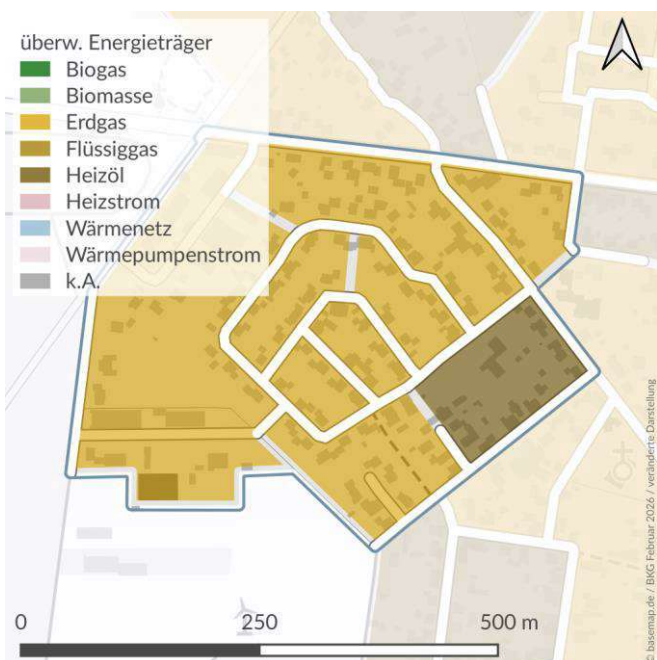 überw. Energieträger
Biogas
Biomasse
Erdgas
Flüssiggas
Heizöl
Heizstrom
Wärmenetz
Wärmepumpenstrom
k.A.
0 250 500 m
© basemap.de / BKG Februar 2026 / veränderte Darstellung